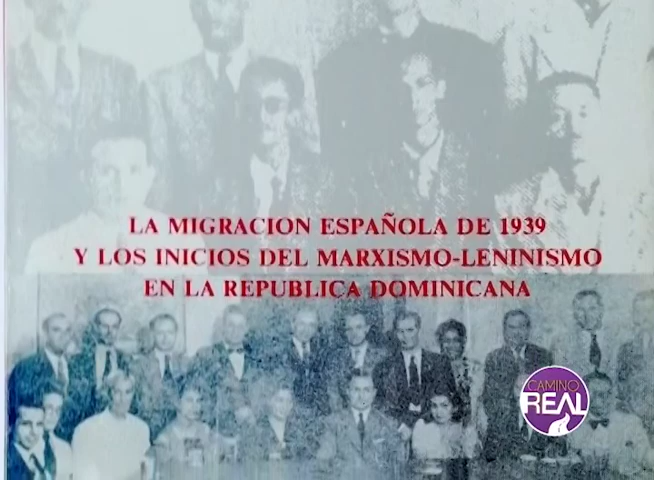 LA MIGRACION ESPAÑOLA DE 1939
Y LOS INICIOS DEL MARXISMO-LENINISMO
EN LA REPUBLICA DOMINICANA
CAMINO
REAL